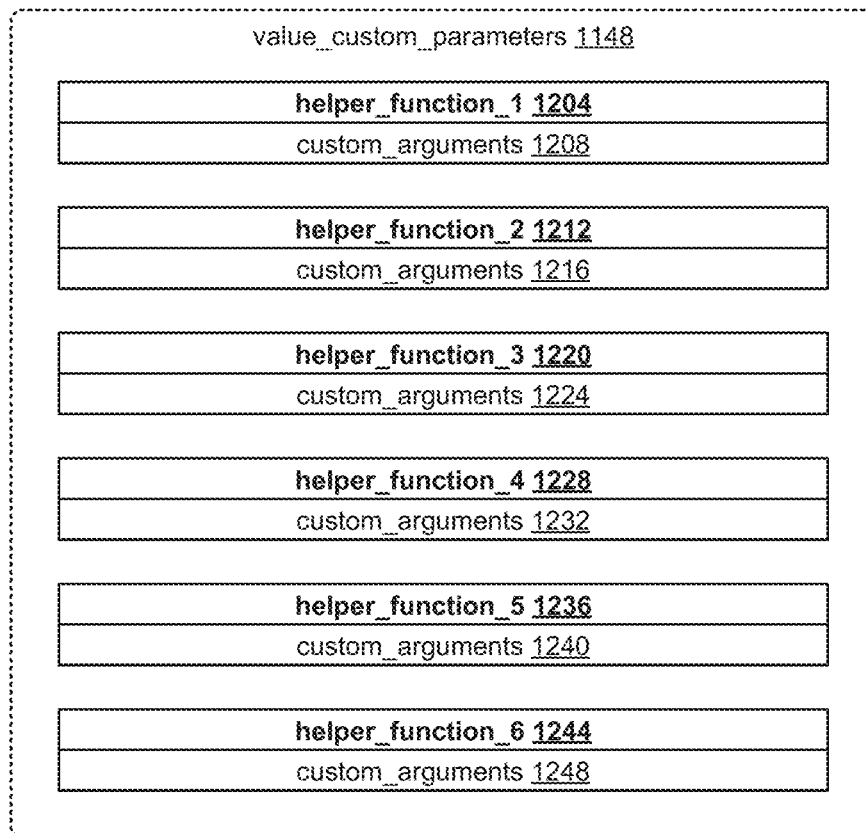 value_custom_parameters 1148
helper_function_1 1204
custom_arguments 1208
helper_function_2 1212
custom_arguments 1216
helper_function_3 1220
custom_arguments 1224
helper_function_4 1228
custom_arguments 1232
helper_function_5 1236
custom_arguments 1240
helper_function_6 1244
custom_arguments 1248